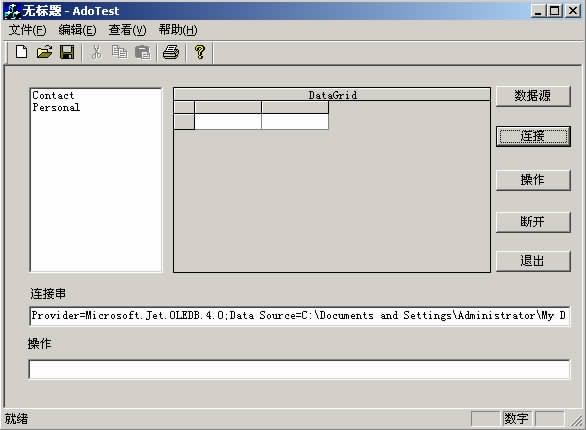 无标题 - AdoTest
文件(F) 编辑(E) 查看(V) 帮助(H)
Contact
Personal
DataGrid
数据源
连接
操作
断开
退出
连接串
Provider=Microsoft.Jet.OLEDB.4.0;Data Source=C:\Documents and Settings\Administrator\My D
操作
就绪
数字